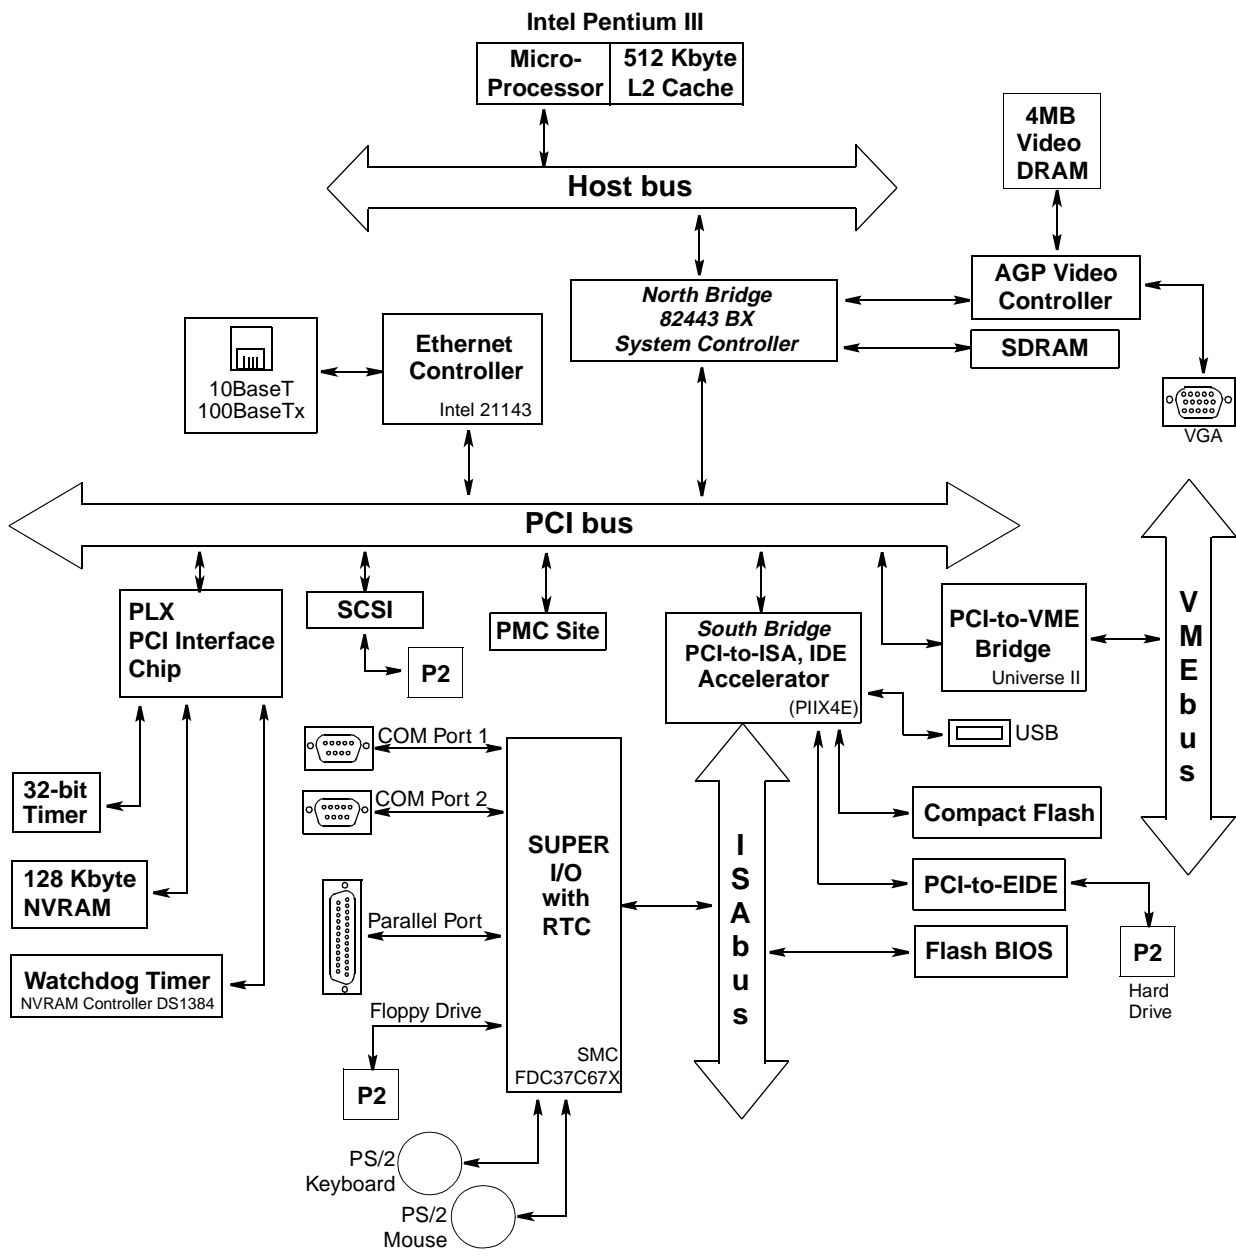 Intel Pentium III
Micro-
Processor
512 Kbyte
L2 Cache
4MB
Video
DRAM
Host bus
AGP Video
Controller
North Bridge
82443 BX
System Controller
SDRAM
Ethernet
Controller
Intel 21143
10BaseT
100BaseTx
VGA
PCI bus
VMEbus
PLX
PCI Interface
Chip
SCSI
P2
PMC Site
South Bridge
PCI-to-ISA, IDE
Accelerator
(PIIX4E)
PCI-to-VME
Bridge
Universe II
USB
COM Port 1
COM Port 2
32-bit
Timer
128 Kbyte
NVRAM
Watchdog Timer
NVRAM Controller DS1384
Parallel Port
Floppy Drive
P2
SUPER
I/O
with
RTC
SMC
FDC37C67X
ISAbus
Compact Flash
PCI-to-EIDE
Flash BIOS
P2
Hard
Drive
PS/2
Keyboard
PS/2
Mouse